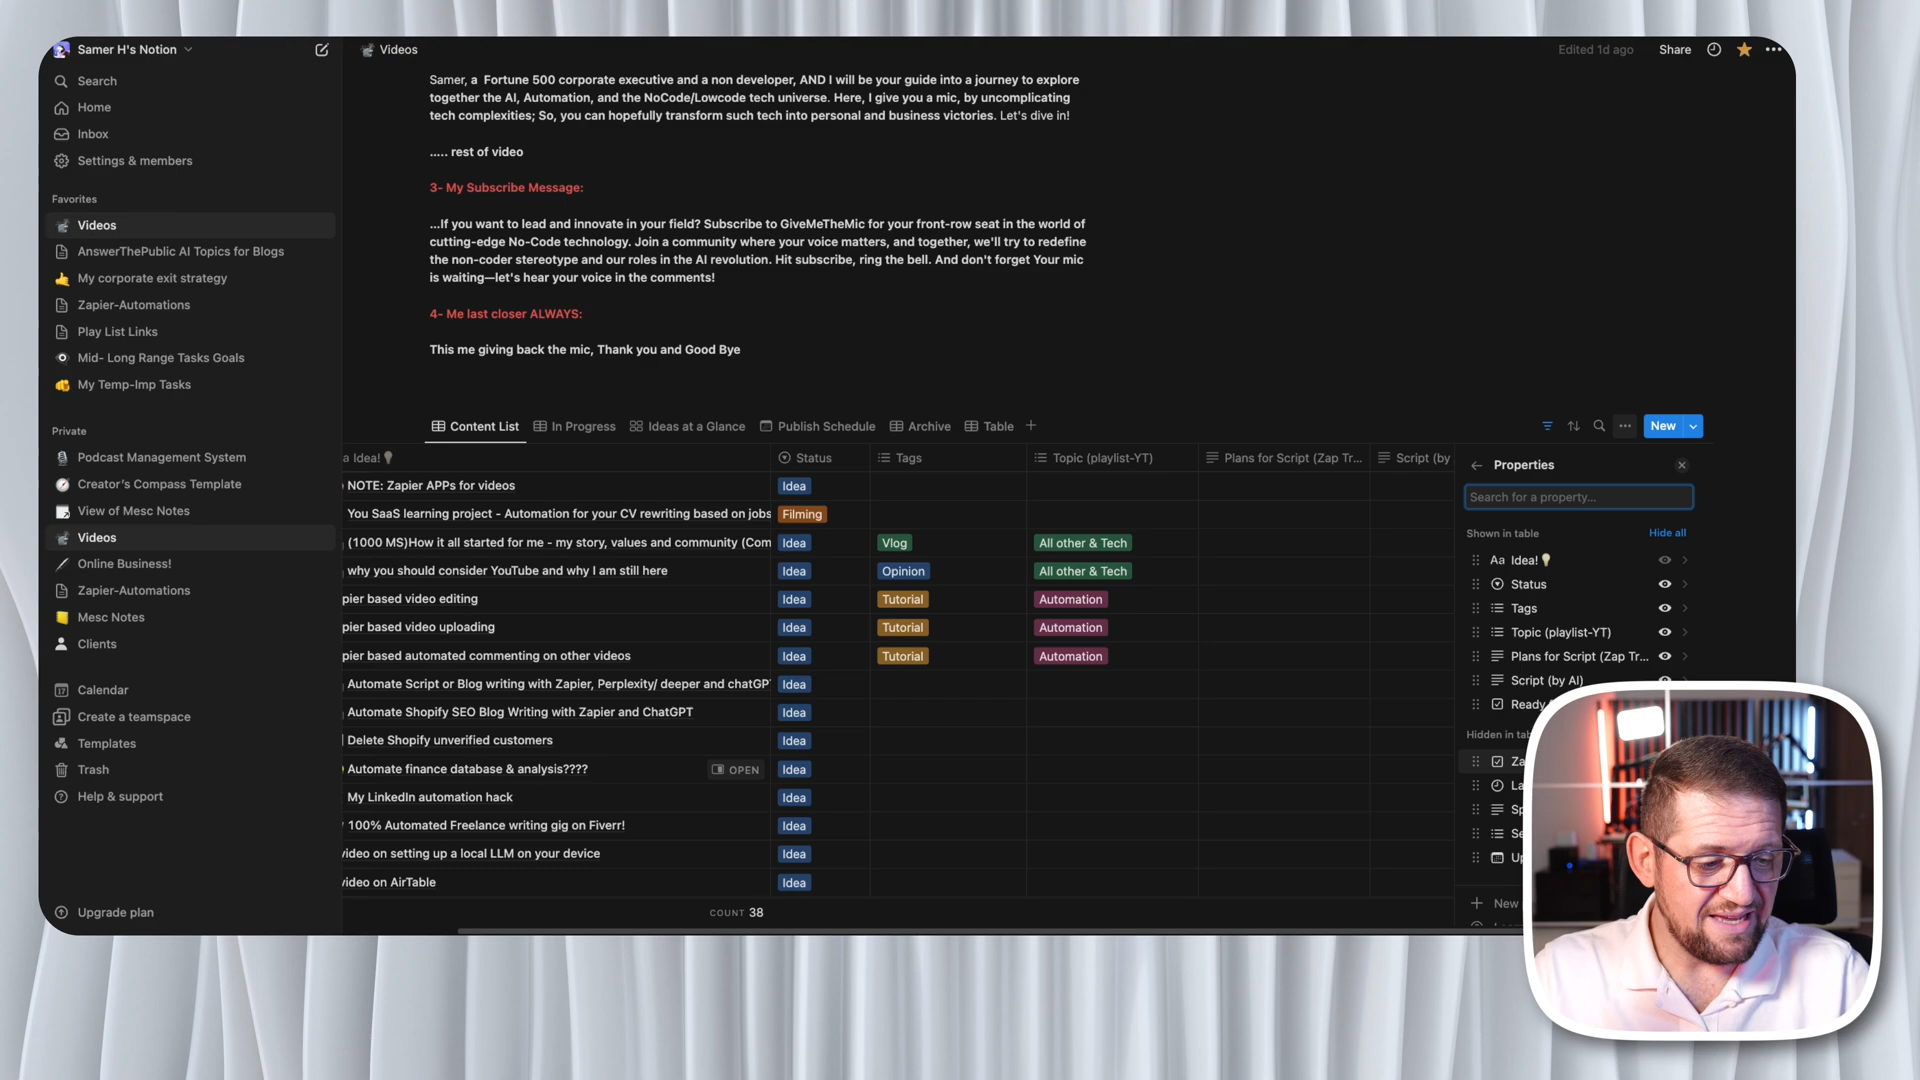 Samer H's Notion
Videos
Edited 1d ago
Share
Search
Home
Inbox
Settings & members
Favorites
Videos
AnswerThePublic AI Topics for Blogs
My corporate exit strategy
Zapier-Automations
Play List Links
Mid- Long Range Tasks Goals
My Temp-Imp Tasks
Private
Podcast Management System
Creator's Compass Template
View of Mesc Notes
Videos
Online Business!
Zapier-Automations
Mesc Notes
Clients
Calendar
Create a teamspace
Templates
Trash
Help & support
Upgrade plan
Samer, a Fortune 500 corporate executive and a non developer, AND I will be your guide into a journey to explore
together the AI, Automation, and the NoCode/Lowcode tech universe. Here, I give you a mic, by uncomplicating
tech complexities; So, you can hopefully transform such tech into personal and business victories. Let's dive in!
..... rest of video
3- My Subscribe Message:
...If you want to lead and innovate in your field? Subscribe to GiveMeTheMic for your front-row seat in the world of
cutting-edge No-Code technology. Join a community where your voice matters, and together, we'll try to redefine
the non-coder stereotype and our roles in the AI revolution. Hit subscribe, ring the bell. And don't forget Your mic
is waiting—let's hear your voice in the comments!
4- Me last closer ALWAYS:
This me giving back the mic, Thank you and Good Bye
Content List In Progress Ideas at a Glance Publish Schedule Archive Table
New
a Idea! Status Tags Topic (playlist-YT) Plans for Script (Zap Tr... Script (by
NOTE: Zapier APPs for videos Idea
You SaaS learning project - Automation for your CV rewriting based on jobs Filming
(1000 MS)How it all started for me - my story, values and community (Com Idea Vlog All other & Tech
why you should consider YouTube and why I am still here Idea Opinion All other & Tech
pier based video editing Idea Tutorial Automation
pier based video uploading Idea Tutorial Automation
pier based automated commenting on other videos Idea Tutorial Automation
Automate Script or Blog writing with Zapier, Perplexity/ deeper and chatGPT Idea
Automate Shopify SEO Blog Writing with Zapier and ChatGPT Idea
Delete Shopify unverified customers Idea
Automate finance database & analysis???? OPEN Idea
My LinkedIn automation hack Idea
100% Automated Freelance writing gig on Fiverr! Idea
video on setting up a local LLM on your device Idea
video on AirTable Idea
COUNT 38
Properties
Search for a property...
Shown in table Hide all
Aa Idea!
Status
Tags
Topic (playlist-YT)
Plans for Script (Zap Tr...
Script (by AI)
Ready
Hidden in tab
Za
La
Sp
Se
Up
New